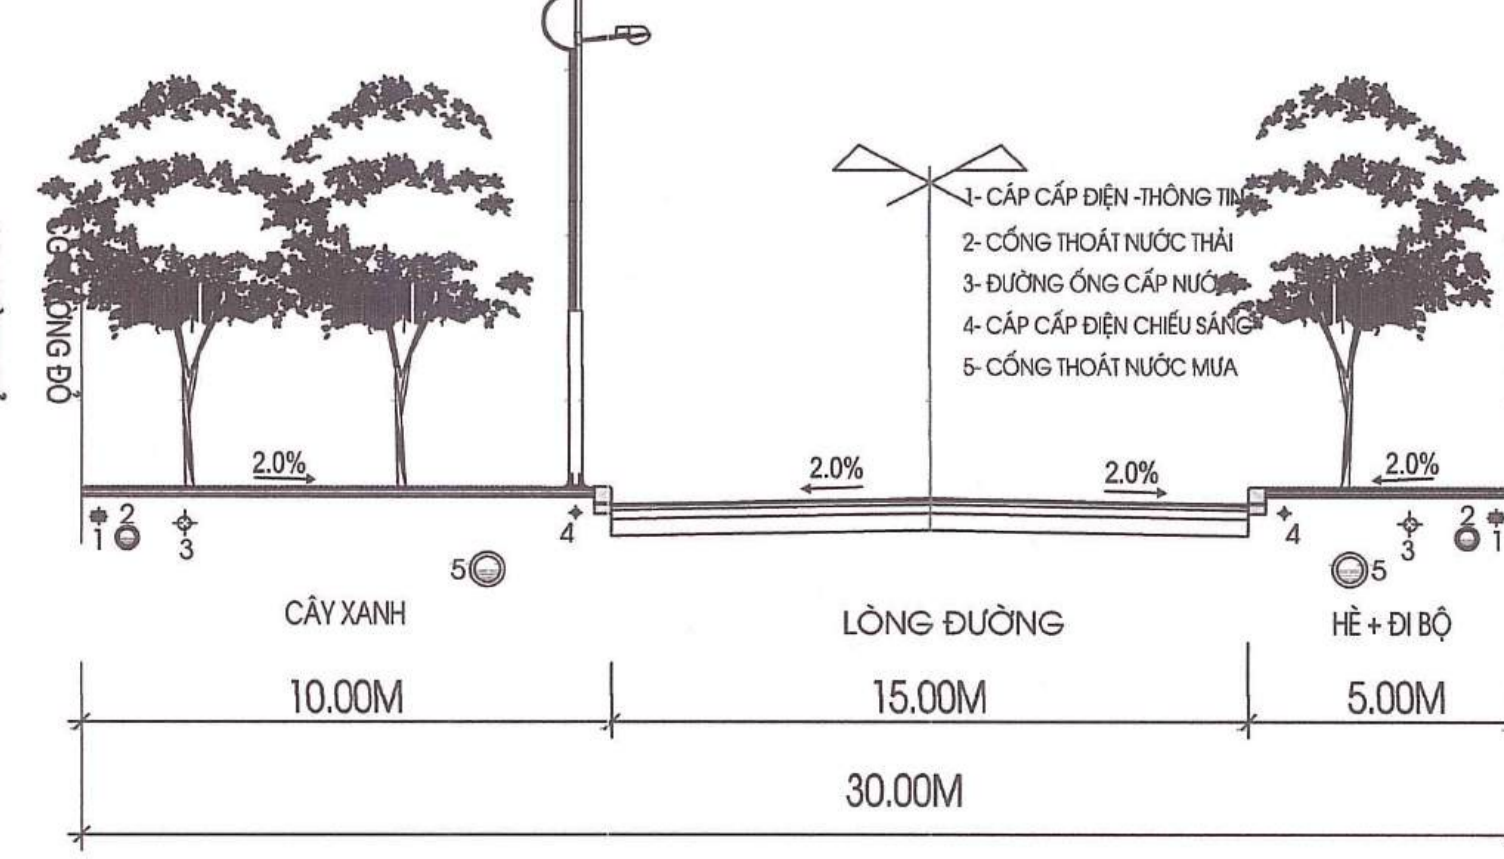 1- CÁP CẤP ĐIỆN -THÔNG TIN
2- CỐNG THOÁT NƯỚC THẢI
3- ĐƯỜNG ỐNG CẤP NƯỚC
4- CÁP CẤP ĐIỆN CHIẾU SÁNG
5- CỐNG THOÁT NƯỚC MƯA
ĐỎ
2.0% 2.0% 2.0% 2.0%
1 2 3 4 5
4 5 3 2 1
CÂY XANH LÒNG ĐƯỜNG HÈ + ĐI BỘ
10.00M 15.00M 5.00M
30.00M